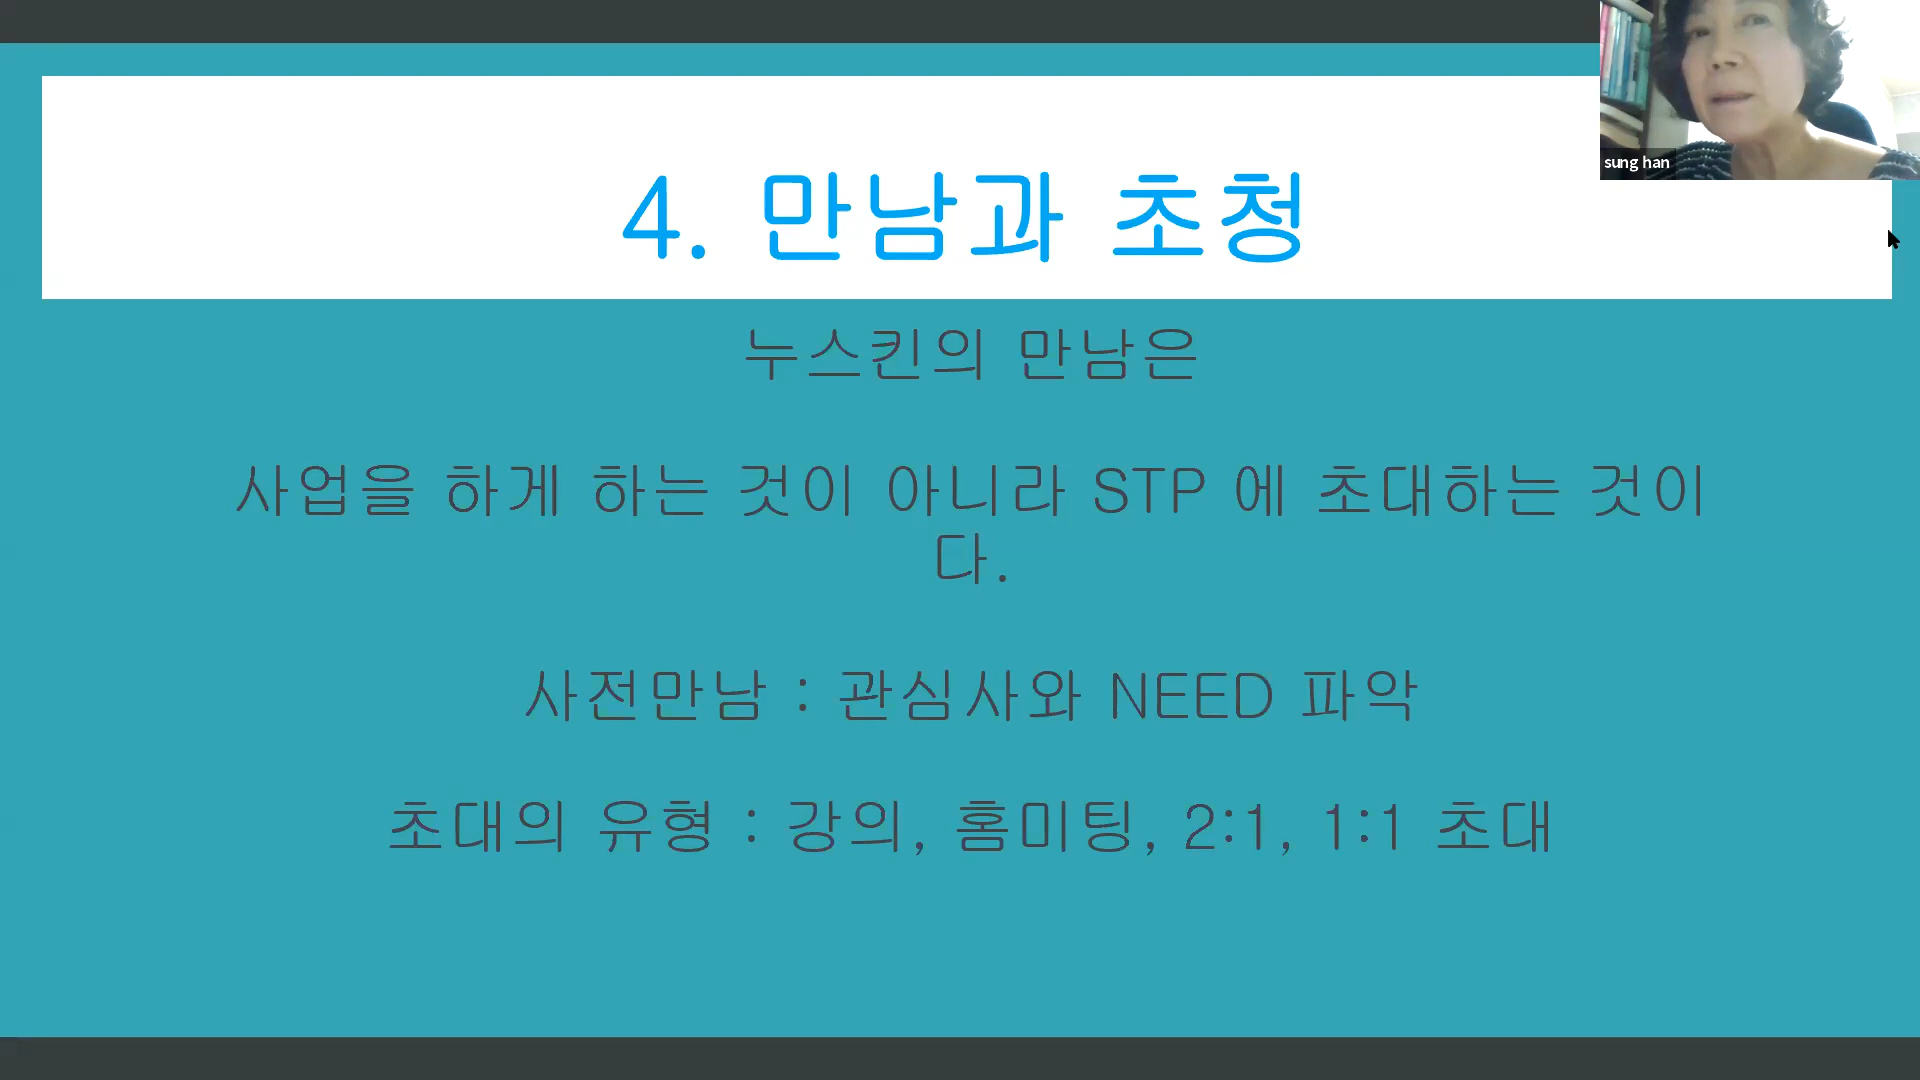 sung han
4. 만남과 초청
누스킨의 만남은
사업을 하게 하는 것이 아니라 STP 에 초대하는 것이
다.
사전만남 : 관심사와 NEED 파악
초대의 유형 : 강의, 홈미팅, 2:1, 1:1 초대